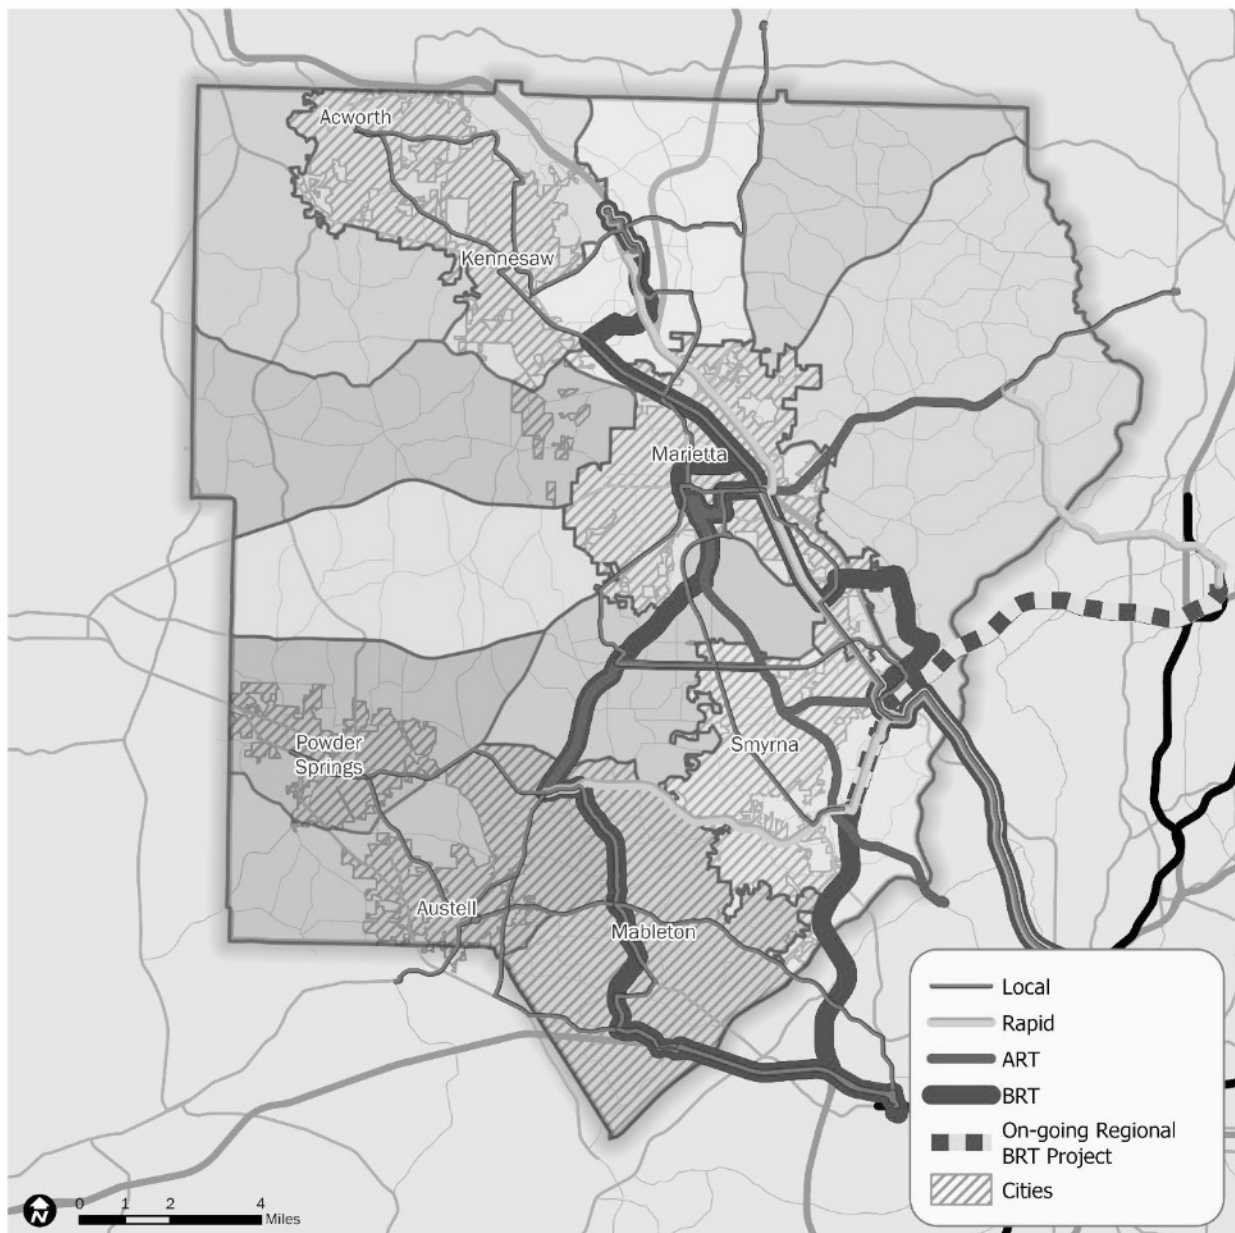 Acworth
Kennesaw
Marietta
Powder
Springs
Smyrna
Austell
Mableton
Local
Rapid
ART
BRT
On-going Regional
BRT Project
Cities
N
0 1 2 4
Miles